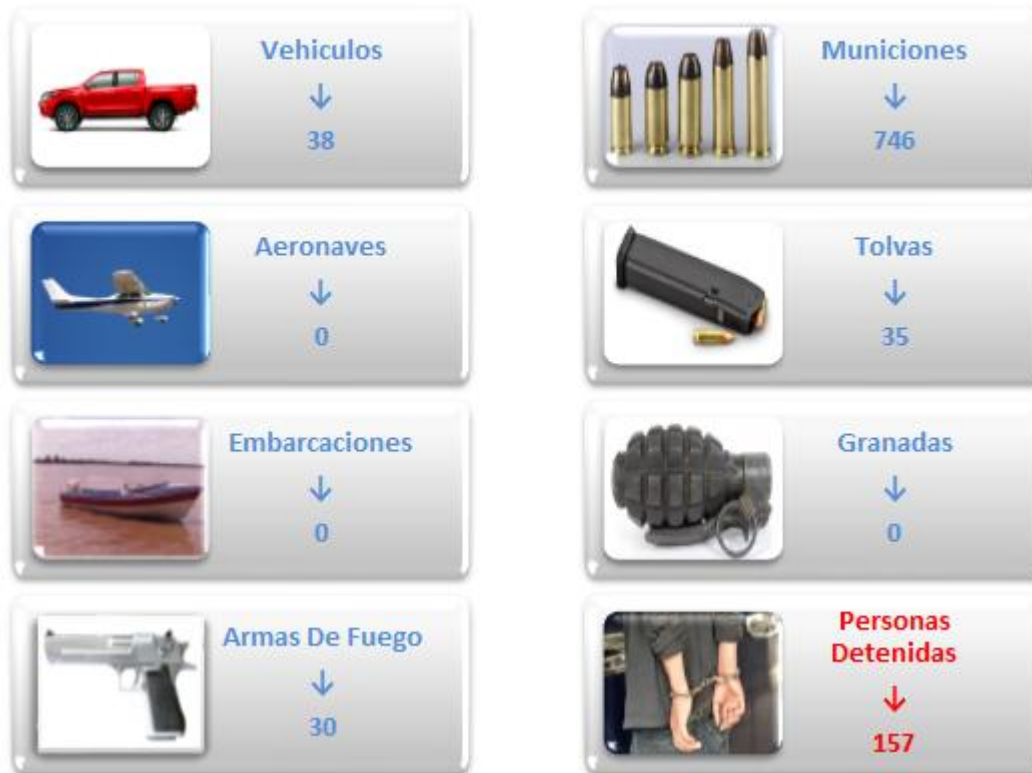 Vehiculos
↓
38
Municiones
↓
746
Aeronaves
↓
0
Tolvas
↓
35
Embarcaciones
↓
0
Granadas
↓
0
Armas De Fuego
↓
30
Personas
Detenidas
↓
157